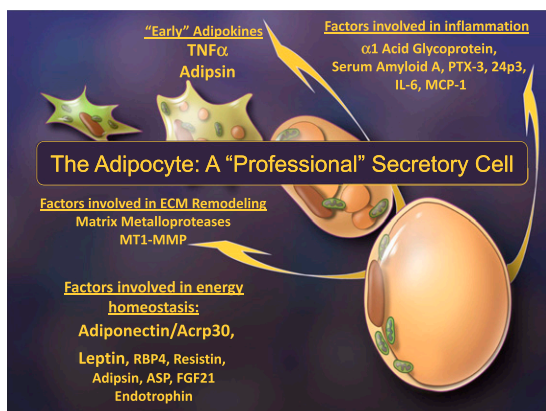 “Early” Adipokines
TNFα
Adipsin
Factors involved in inflammation
α1 Acid Glycoprotein,
Serum Amyloid A, PTX-3, 24p3,
IL-6, MCP-1
The Adipocyte: A “Professional” Secretory Cell
Factors involved in ECM Remodeling
Matrix Metalloproteases
MT1-MMP
Factors involved in energy
homeostasis:
Adiponectin/Acrp30,
Leptin, RBP4, Resistin,
Adipsin, ASP, FGF21
Endotrophin